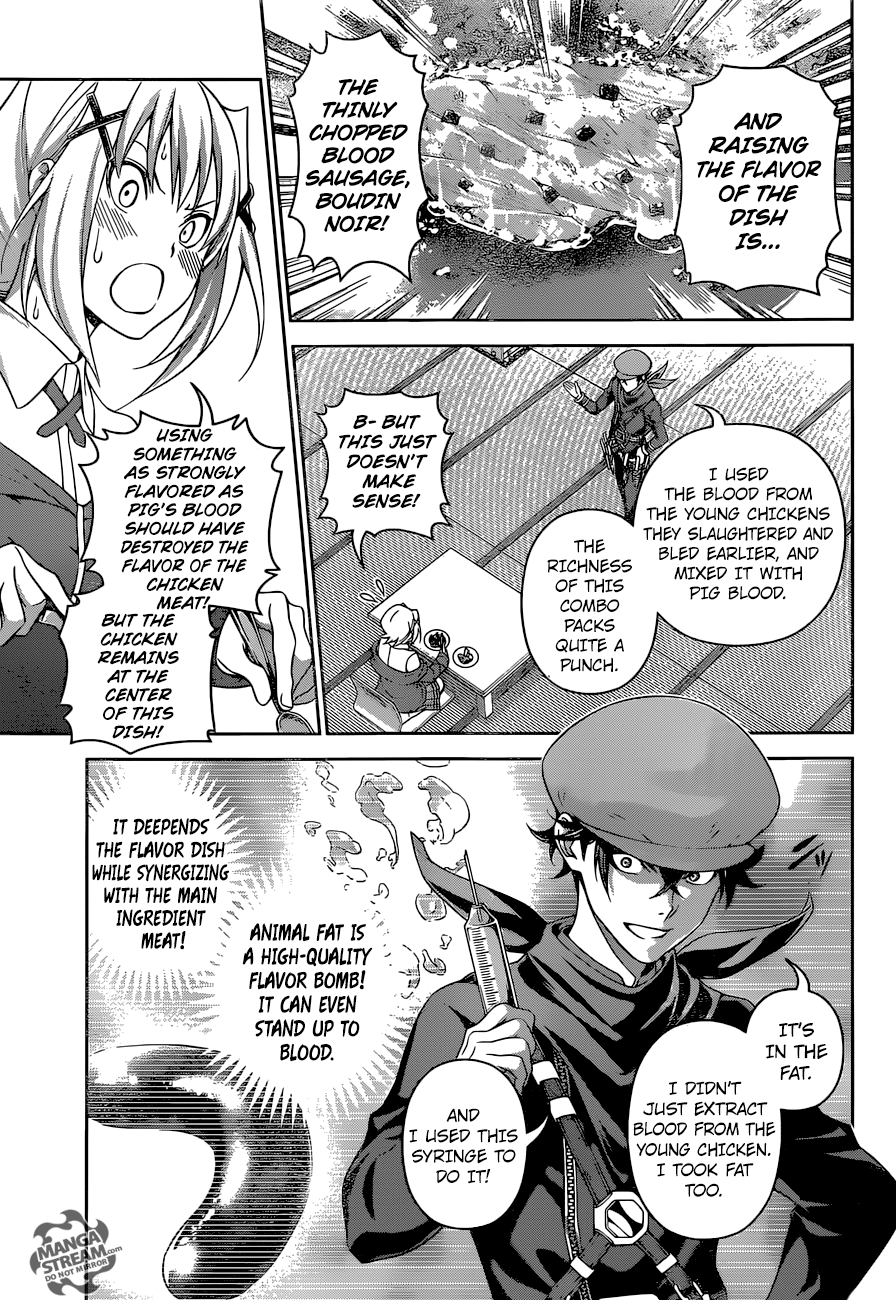 AND
RAISING
THE FLAVOR
OF THE
DISH
IS...
THE
THINLY
CHOPPED
BLOOD
SAUSAGE,
BOUDIN
NOIR!
I USED
THE BLOOD FROM
THE YOUNG CHICKENS
THEY SLAUGHTERED AND
BLED EARLIER, AND
MIXED IT WITH
PIG BLOOD.
THE
RICHNESS
OF THIS
COMBO
PACKS
QUITE A
PUNCH.
B- BUT
THIS JUST
DOESN'T
MAKE
SENSE!
USING
SOMETHING
AS STRONGLY
FLAVORED AS
PIG'S BLOOD
SHOULD HAVE
DESTROYED THE
FLAVOR OF THE
CHICKEN
MEAT!
BUT THE
CHICKEN
REMAINS
AT THE
CENTER
OF THIS
DISH!
IT'S
IN THE
FAT.
I DIDN'T
JUST EXTRACT
BLOOD FROM THE
YOUNG CHICKEN.
I TOOK FAT
TOO.
AND
I USED THIS
SYRINGE TO
DO IT!
ANIMAL FAT IS
A HIGH-QUALITY
FLAVOR BOMB!
IT CAN EVEN
STAND UP TO
BLOOD.
IT DEEPENDS
THE FLAVOR DISH
WHILE SYNERGIZING
WITH THE MAIN
INGREDIENT
MEAT!
MANGA
STREAM.com
DO NOT MIRROR!